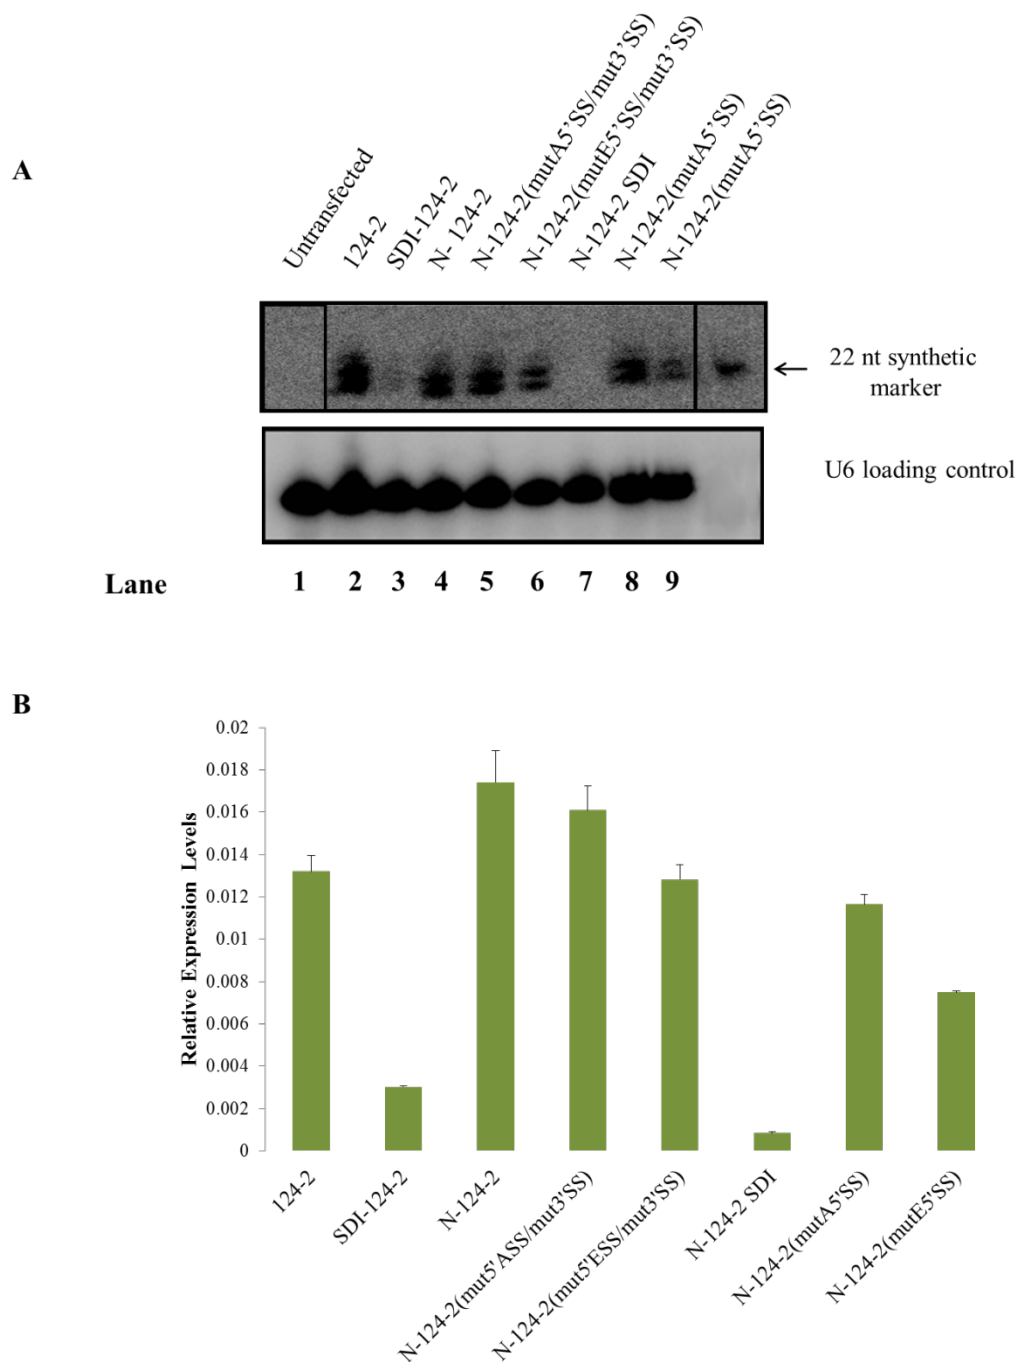 A
Untransfected
124-2
SDI-124-2
N- 124-2
N-124-2(mutA5’SS/mut3’SS)
N-124-2(mutE5’SS/mut3’SS)
N-124-2 SDI
N-124-2(mutA5’SS)
N-124-2(mutA5’SS)
22 nt synthetic
marker
U6 loading control
Lane 1 2 3 4 5 6 7 8 9
B
Relative Expression Levels
0.02
0.018
0.016
0.014
0.012
0.01
0.008
0.006
0.004
0.002
0
124-2
SDI-124-2
N-124-2
N-124-2(mut5'ASS/mut3'SS)
N-124-2(mut5'ESS/mut3'SS)
N-124-2 SDI
N-124-2(mutA5'SS)
N-124-2(mutE5'SS)